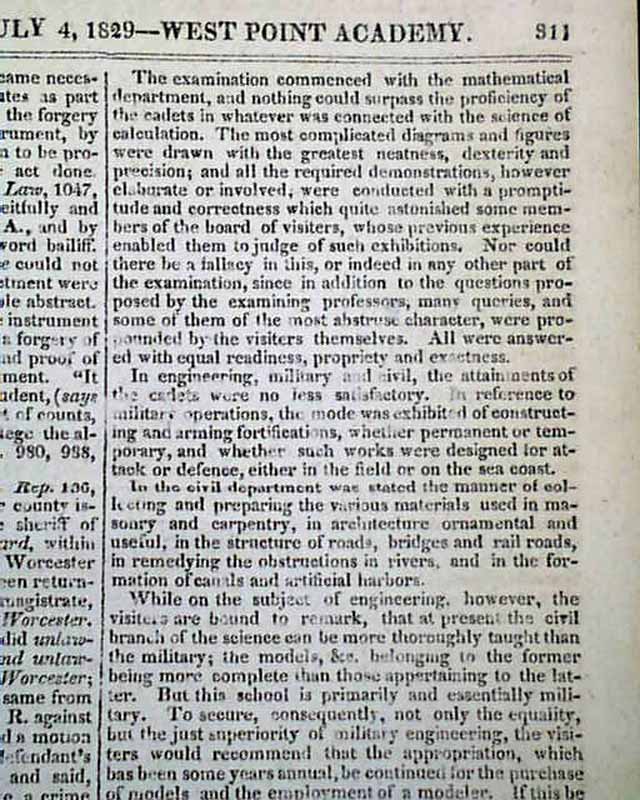 ULY 4, 1829—WEST POINT ACADEMY. 311
came neces-
ates as part
the forgery
rument, by
n to be pro-
act done.
Law, 1047,
eitfully and
A., and by
word bailiff.
e could not
etment were
ole abstract.
instrument
a forgery of
nd proof of
ment. "It
udent, (says
t of counts,
lege the al-
. 980, 988,
Rep. 136,
r county is-
e sheriff of
ard, within
Worcester
een return-
magistrate,
Worcester.
did unlaw-
nd unlaw-
Worcester;
same from
R. against
d a motion
defendant's
and said,
e a crime
The examination commenced with the mathematical
department, and nothing could surpass the proficiency of
the cadets in whatever was connected with the science of
calculation. The most complicated diagrams and figures
were drawn with the greatest neatness, dexterity and
precision; and all the required demonstrations, however
elaborate or involved, were conducted with a prompti-
tude and correctness which quite astonished some mem-
bers of the board of visiters, whose previous experience
enabled them to judge of such exhibitions. Nor could
there be a fallacy in this, or indeed in any other part of
the examination, since in addition to the questions pro-
posed by the examining professors, many queries, and
some of them of the most abstruse character, were pro-
pounded by the visiters themselves. All were answer-
ed with equal readiness, propriety and exactness.
In engineering, military and civil, the attainments of
the cadets were no less satisfactory. In reference to
military operations, the mode was exhibited of construct-
ing and arming fortifications, whether permanent or tem-
porary, and whether such works were designed for at-
tack or defence, either in the field or on the sea coast.
In the civil department was stated the manner of col-
lecting and preparing the various materials used in ma-
sonry and carpentry, in architecture ornamental and
useful, in the structure of roads, bridges and rail roads,
in remedying the obstructions in rivers, and in the for-
mation of canals and artificial harbors.
While on the subject of engineering, however, the
visiters are bound to remark, that at present the civil
branch of the science can be more thoroughly taught than
the military; the models, &c. belonging to the former
being more complete than those appertaining to the lat-
ter. But this school is primarily and essentially mili-
tary. To secure, consequently, not only the equality,
but the just superiority of military engineering, the visi-
ters would recommend that the appropriation, which
has been some years annual, be continued for the purchase
of models and the employment of a modeler. If this be